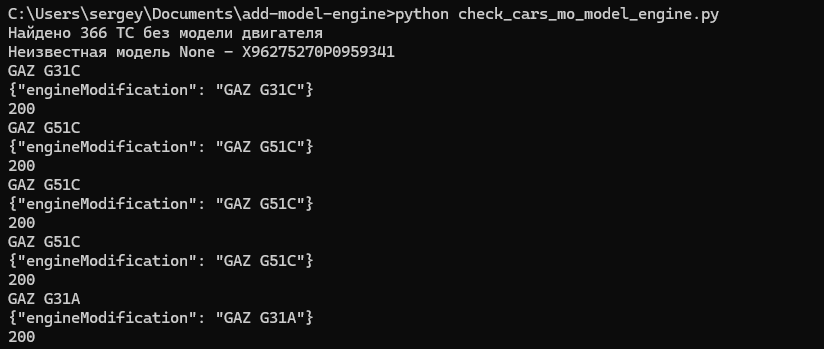 C:\Users\sergey\Documents\add-model-engine>python check_cars_mo_model_engine.py
Найдено 366 ТС без модели двигателя
Неизвестная модель None - X96275270P0959341
GAZ G31C
{"engineModification": "GAZ G31C"}
200
GAZ G51C
{"engineModification": "GAZ G51C"}
200
GAZ G51C
{"engineModification": "GAZ G51C"}
200
GAZ G51C
{"engineModification": "GAZ G51C"}
200
GAZ G31A
{"engineModification": "GAZ G31A"}
200